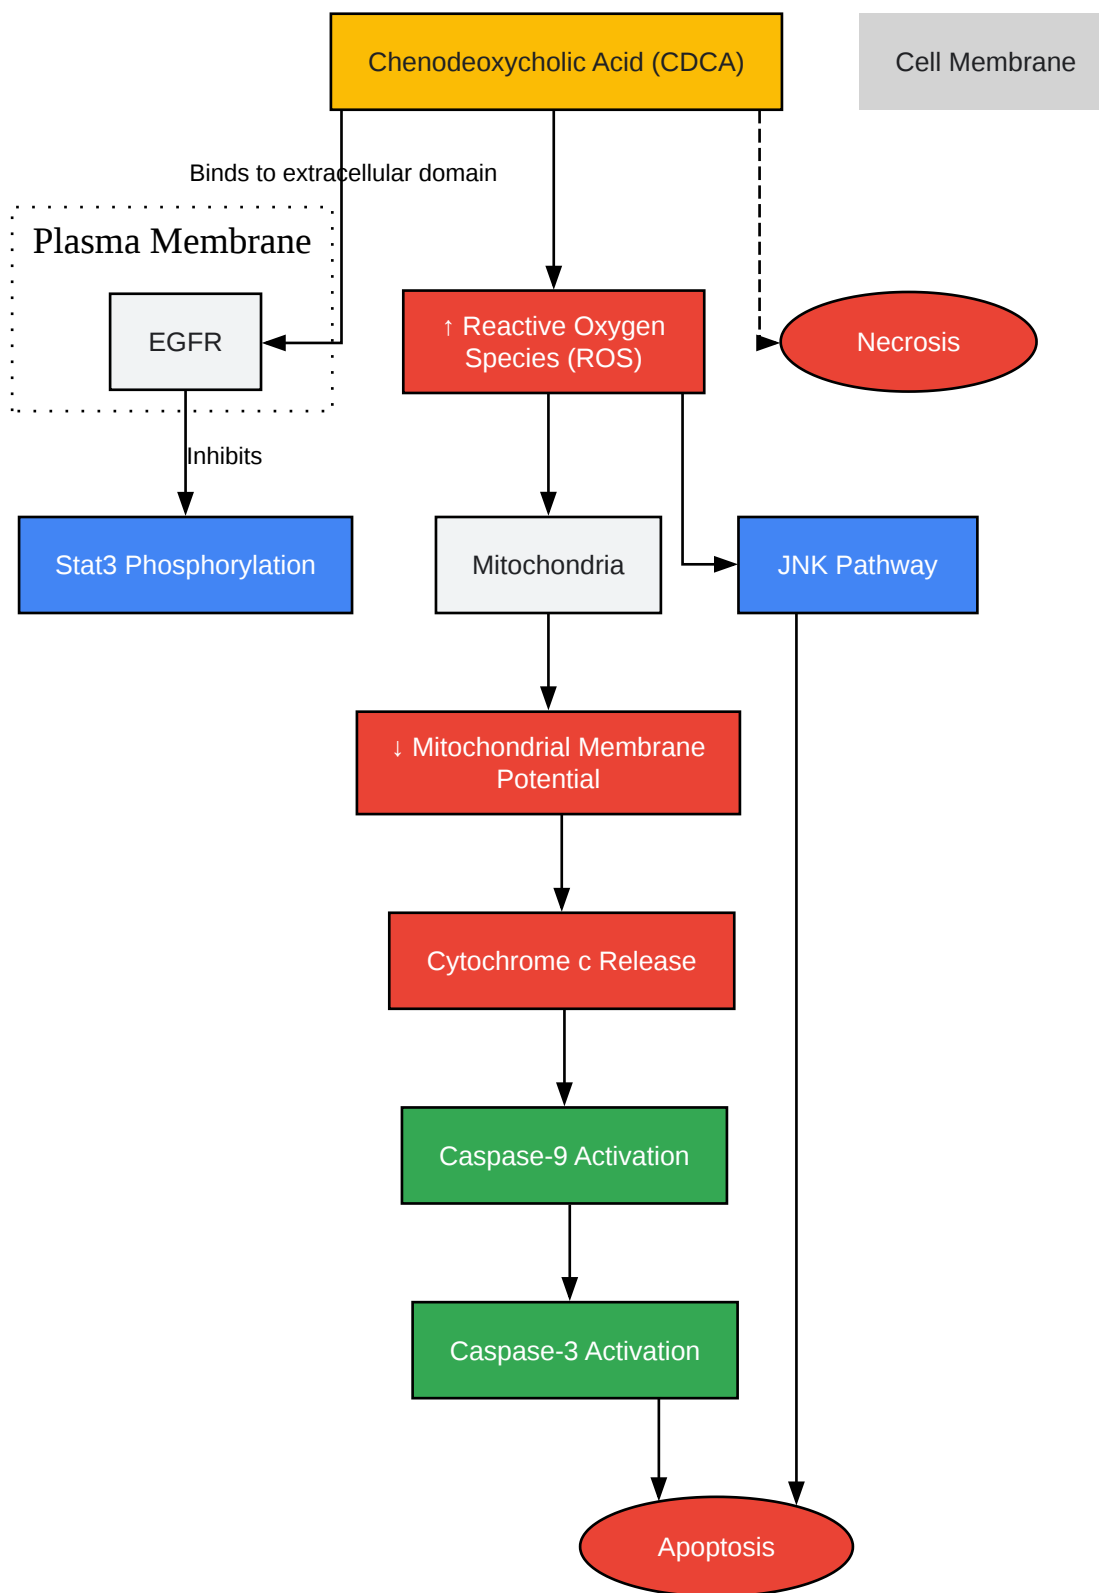 Chenodeoxycholic Acid (CDCA)
Cell Membrane
Binds to extracellular domain
Plasma Membrane
EGFR
↑ Reactive Oxygen
Species (ROS)
Necrosis
Inhibits
Stat3 Phosphorylation
Mitochondria
JNK Pathway
↓ Mitochondrial Membrane
Potential
Cytochrome c Release
Caspase-9 Activation
Caspase-3 Activation
Apoptosis